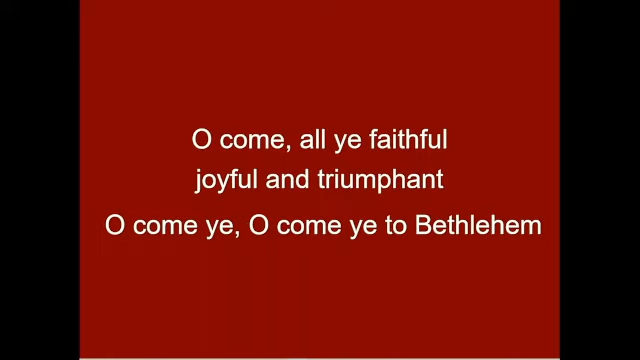 O come, all ye faithful
joyful and triumphant
O come ye, O come ye to Bethlehem